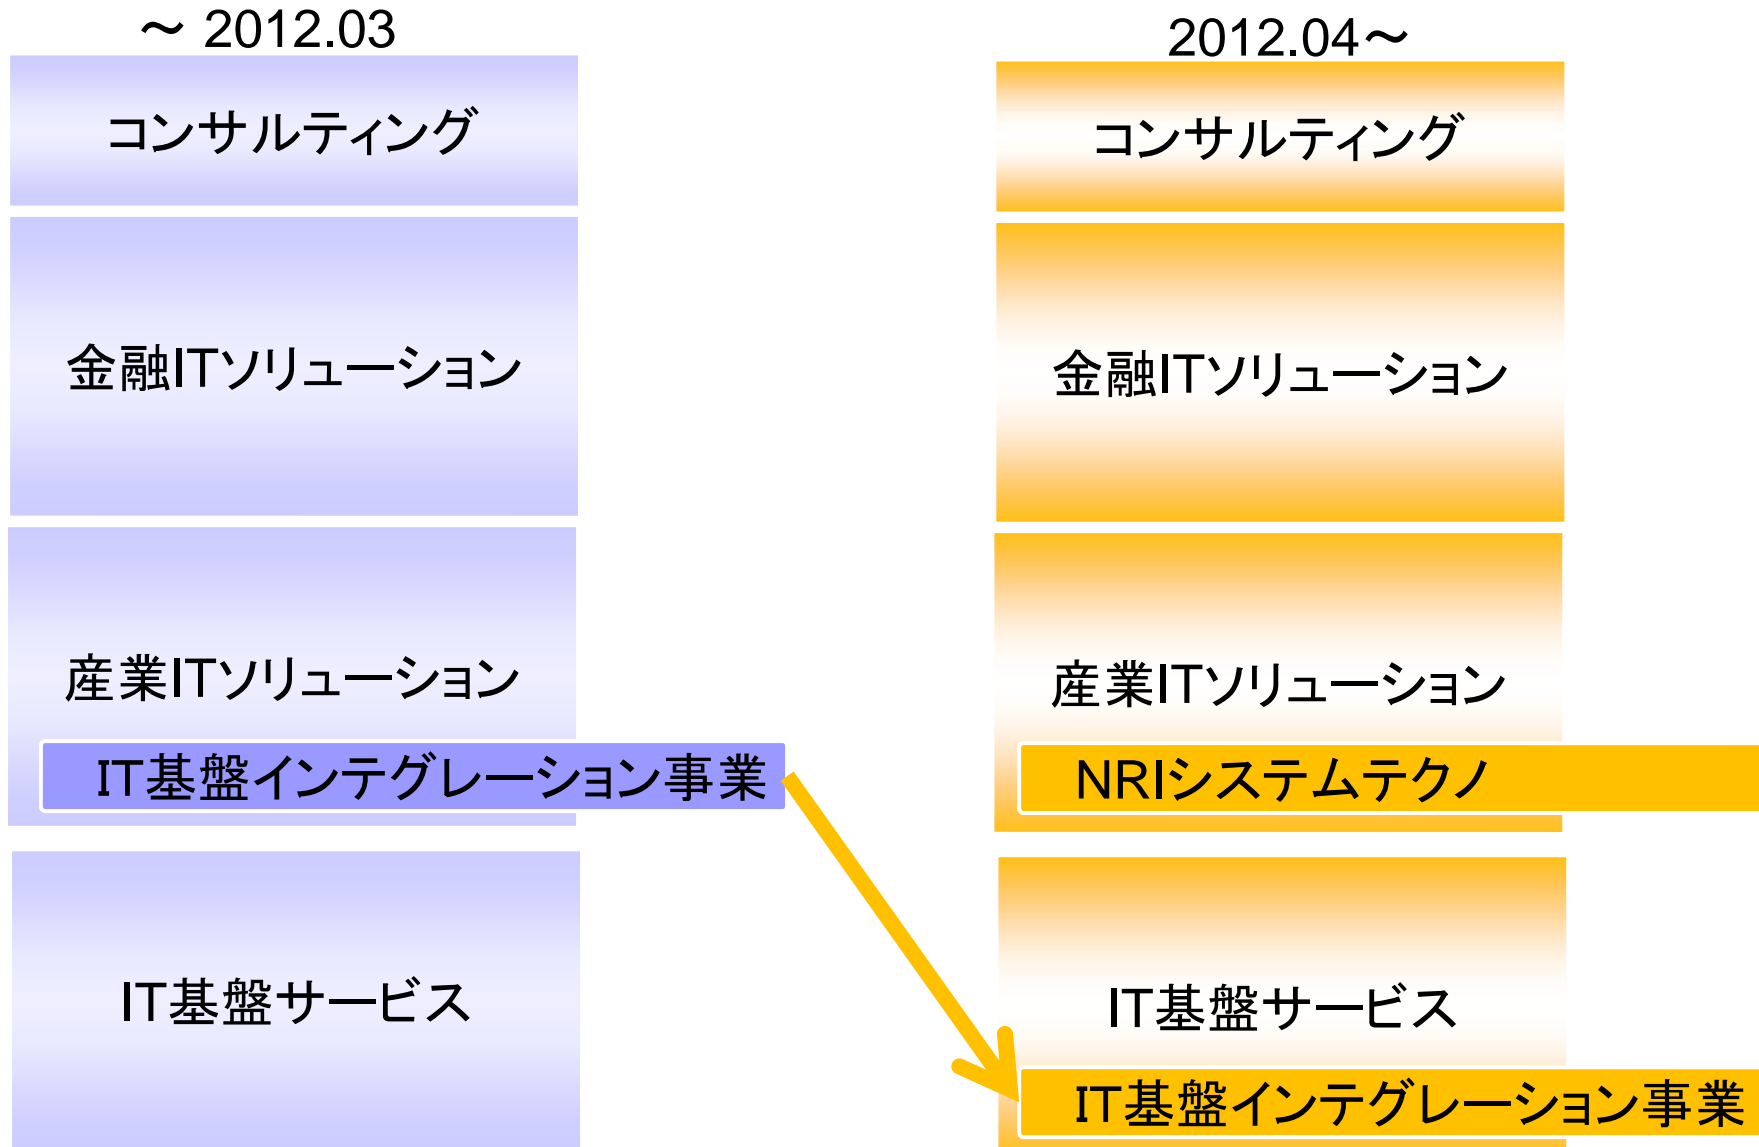 ～ 2012.03
コンサルティング
金融ITソリューション
産業ITソリューション
IT基盤インテグレーション事業
IT基盤サービス
2012.04～
コンサルティング
金融ITソリューション
産業ITソリューション
NRIシステムテクノ
IT基盤サービス
IT基盤インテグレーション事業